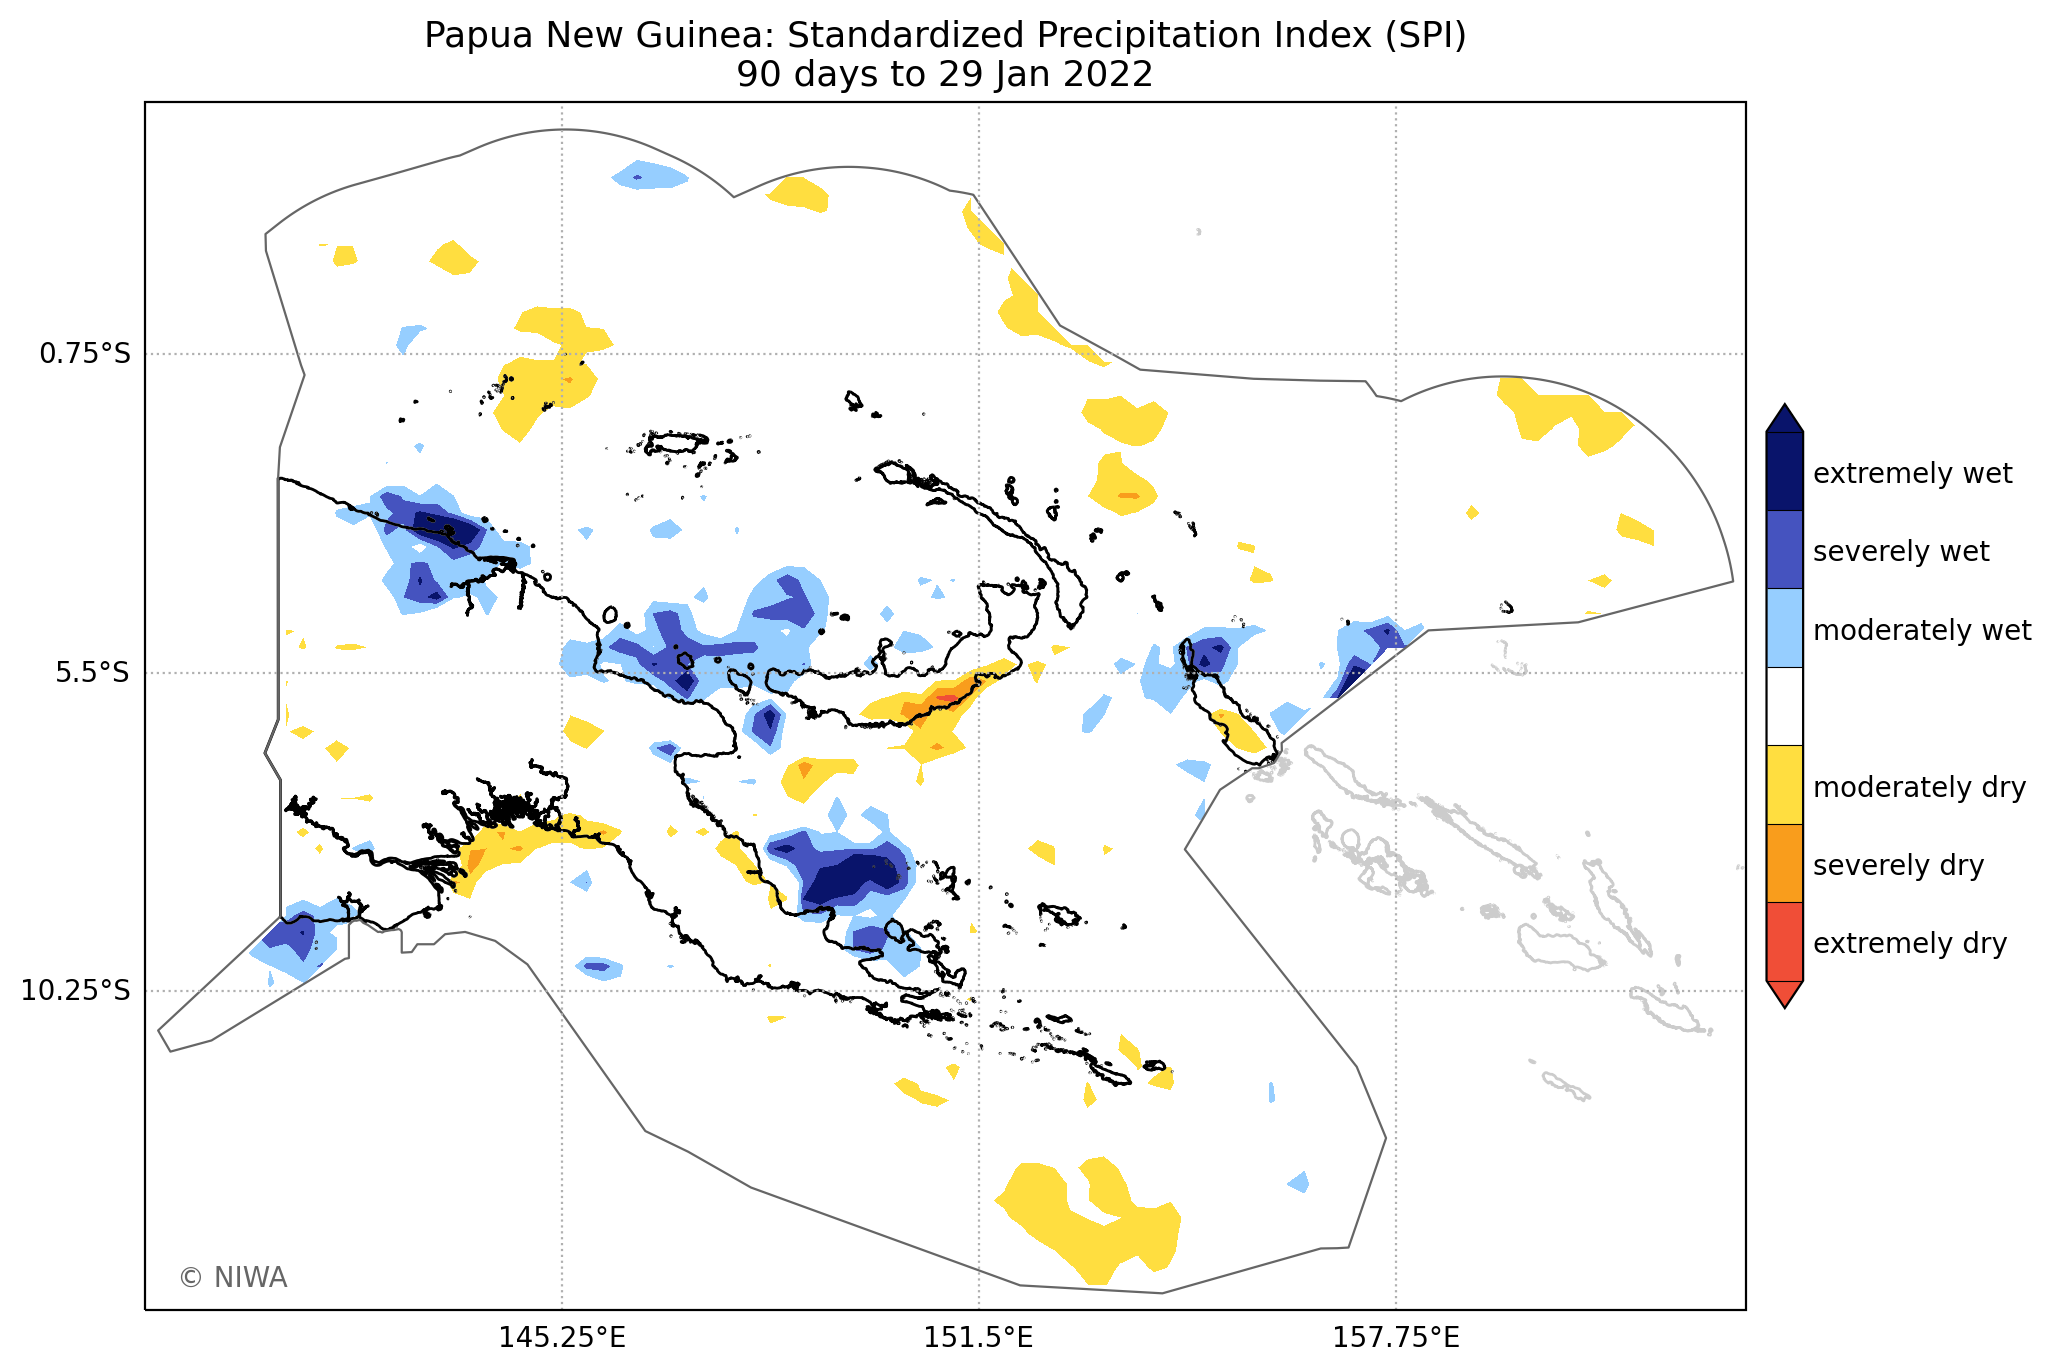 Papua New Guinea: Standardized Precipitation Index (SPI)
90 days to 29 Jan 2022
0.75°S
5.5°S
10.25°S
145.25°E
151.5°E
157.75°E
extremely wet
severely wet
moderately wet
moderately dry
severely dry
extremely dry
© NIWA